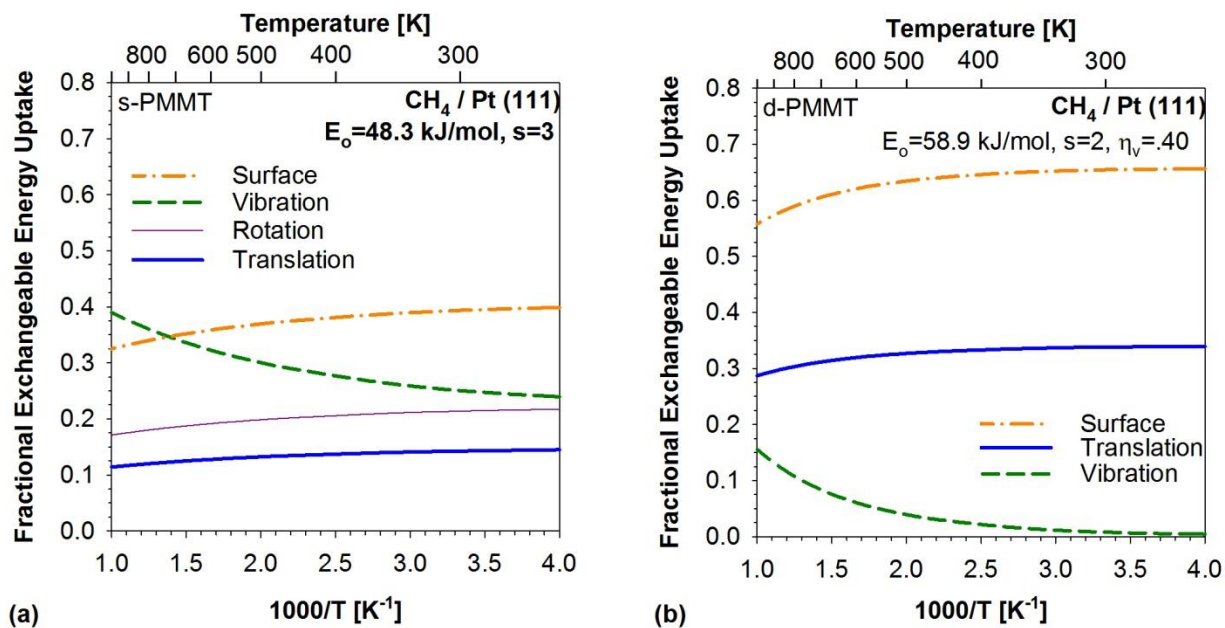 Temperature [K]
800 600 500 400 300
0.8
0.7
0.6
0.5
0.4
0.3
0.2
0.1
0.0
Fractional Exchangeable Energy Uptake
s-PMMT
CH₄ / Pt (111)
Eₒ=48.3 kJ/mol, s=3
Surface
Vibration
Rotation
Translation
1.0 1.5 2.0 2.5 3.0 3.5 4.0
(a)
1000/T [K⁻¹]
Temperature [K]
800 600 500 400 300
0.8
0.7
0.6
0.5
0.4
0.3
0.2
0.1
0.0
Fractional Exchangeable Energy Uptake
d-PMMT
CH₄ / Pt (111)
Eₒ=58.9 kJ/mol, s=2, ηᵥ=.40
Surface
Translation
Vibration
1.0 1.5 2.0 2.5 3.0 3.5 4.0
(b)
1000/T [K⁻¹]